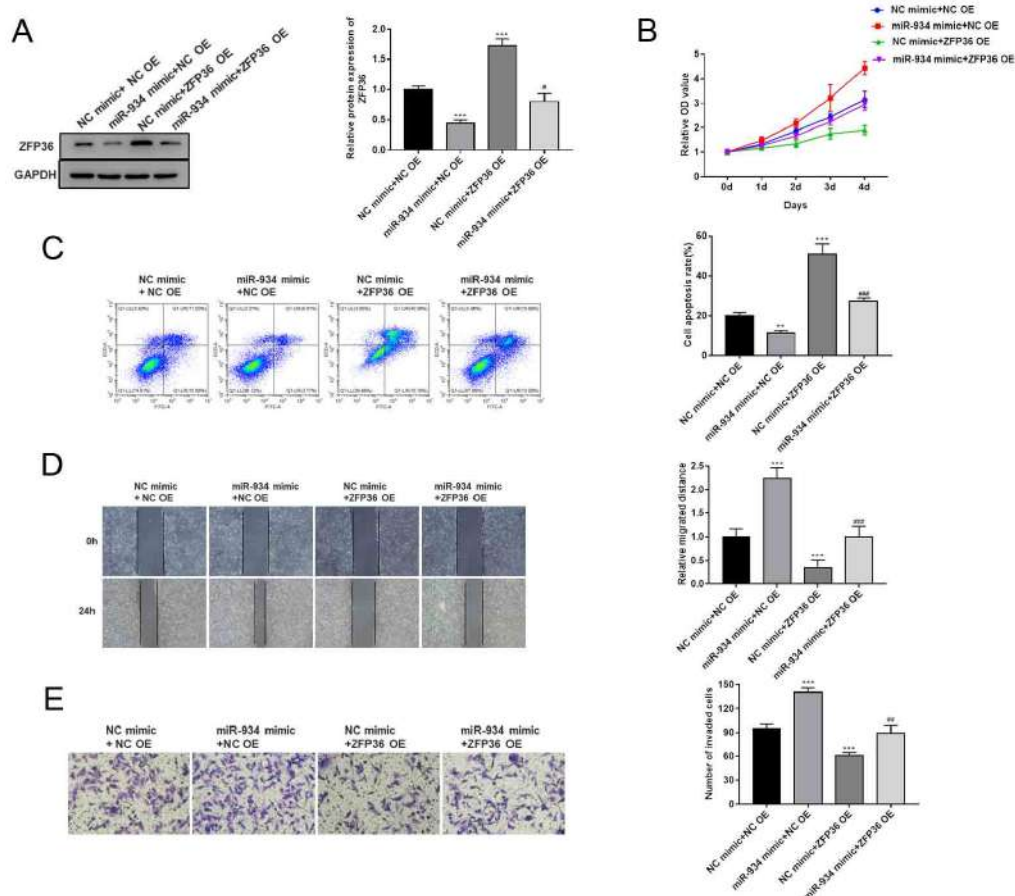 A
NC mimic+ NC OE
miR-934 mimic+NC OE
NC mimic+ZFP36 OE
miR-934 mimic+ZFP36 OE
ZFP36
GAPDH
Relative protein expression of
ZFP36
2.0
1.5
1.0
0.5
0.0
***
***
#
NC mimic+NC OE
miR-934 mimic+NC OE
NC mimic+ZFP36 OE
miR-934 mimic+ZFP36 OE
B
NC mimic+NC OE
miR-934 mimic+NC OE
NC mimic+ZFP36 OE
miR-934 mimic+ZFP36 OE
Relative OD value
5
4
3
2
1
0d 1d 2d 3d 4d
Days
C
NC mimic
+ NC OE
miR-934 mimic
+NC OE
NC mimic
+ZFP36 OE
miR-934 mimic
+ZFP36 OE
FITC-A FITC-A FITC-A FITC-A
Cell apoptosis rate(%)
60
40
20
0
**
***
###
NC mimic+NC OE
miR-934 mimic+NC OE
NC mimic+ZFP36 OE
miR-934 mimic+ZFP36 OE
D
NC mimic
+ NC OE
miR-934 mimic
+NC OE
NC mimic
+ZFP36 OE
miR-934 mimic
+ZFP36 OE
0h
24h
Relative migrated distance
2.5
2.0
1.5
1.0
0.5
0.0
***
***
###
NC mimic+NC OE
miR-934 mimic+NC OE
NC mimic+ZFP36 OE
miR-934 mimic+ZFP36 OE
E
NC mimic
+ NC OE
miR-934 mimic
+NC OE
NC mimic
+ZFP36 OE
miR-934 mimic
+ZFP36 OE
Number of invaded cells
150
120
90
60
30
0
***
***
##
NC mimic+NC OE
miR-934 mimic+NC OE
NC mimic+ZFP36 OE
miR-934 mimic+ZFP36 OE